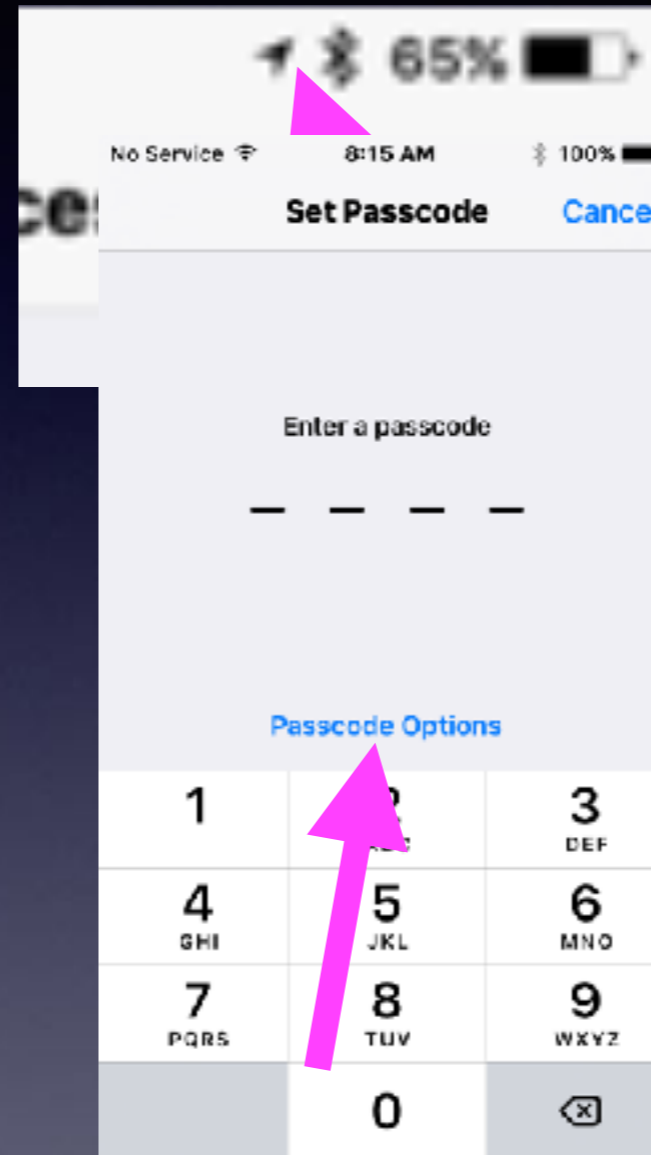 65%
No Service 8:15 AM 100%
Set Passcode Cance
Enter a passcode
Passcode Options
1 3
DEF
4 5 6
GHI JKL MNO
7 8 9
PQRS TUV WXYZ
0